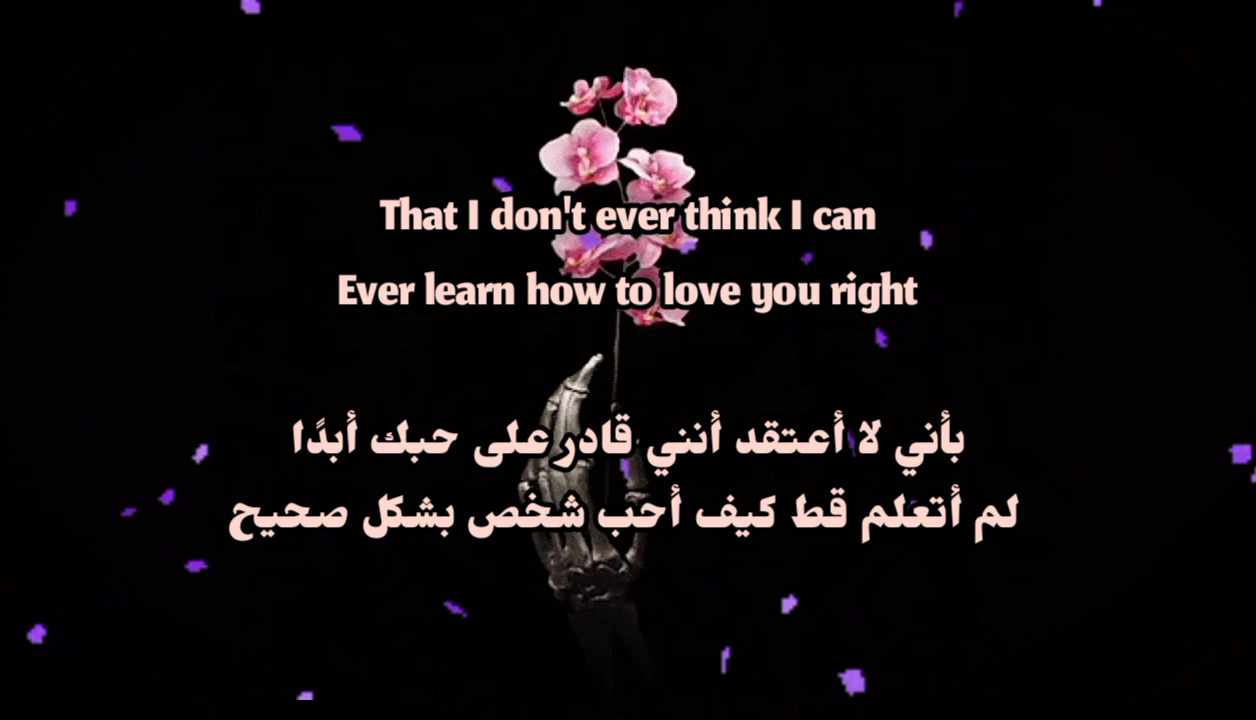 That I don't ever think I can
Ever learn how to love you right
بأني لا أعتقد أنني قادر على حبك أبدًا
لم أتعلم قط كيف أحب شخص بشكل صحيح